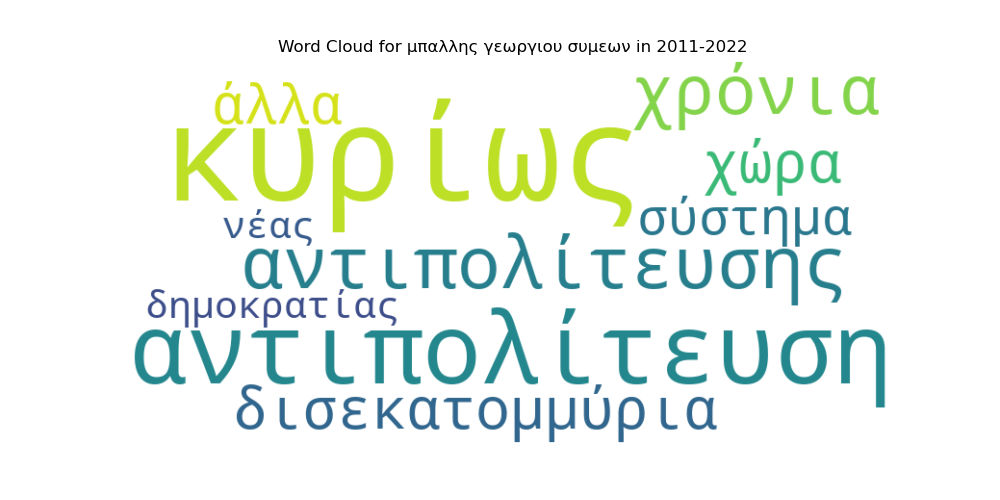 Word Cloud for μπαλλης γεωργιου συμεων in 2011-2022
χρόνια
άλλα
κυρίως
χώρα
σύστημα
νέας
αντιπολίτευσης
δημοκρατίας
αντιπολίτευση
δισεκατομμύρια